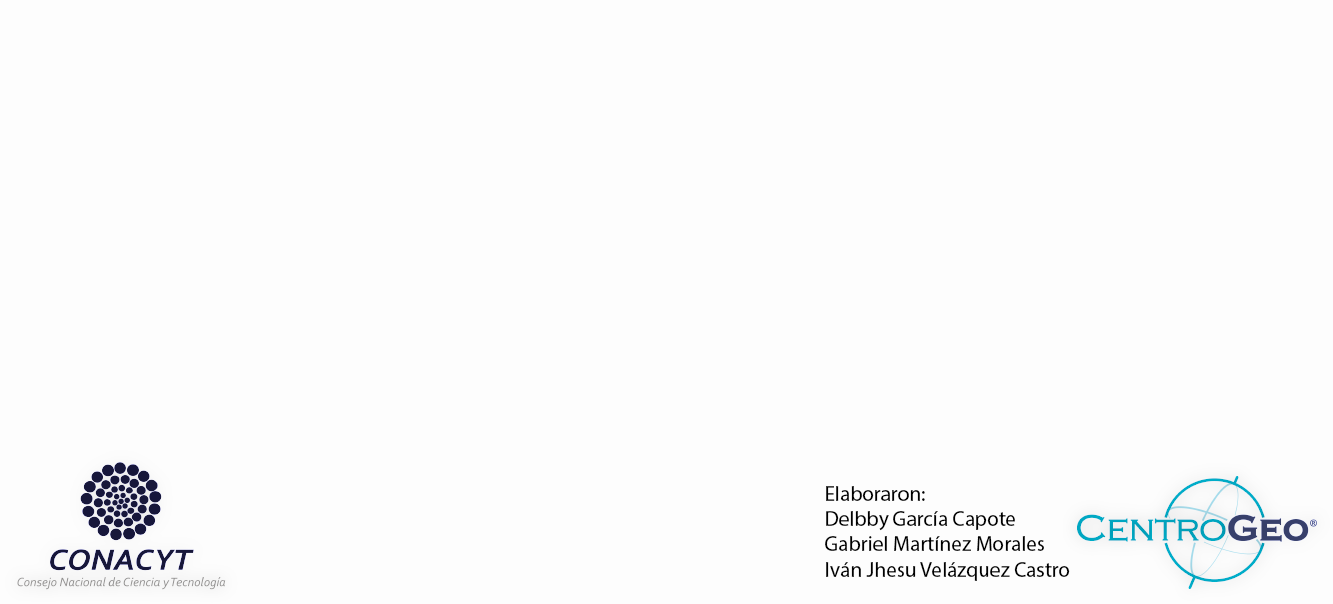 CONACYT
Consejo Nacional de Ciencia y Tecnología
Elaboraron:
Delbby García Capote
Gabriel Martínez Morales
Iván Jhesu Velázquez Castro
CENTROGEO®